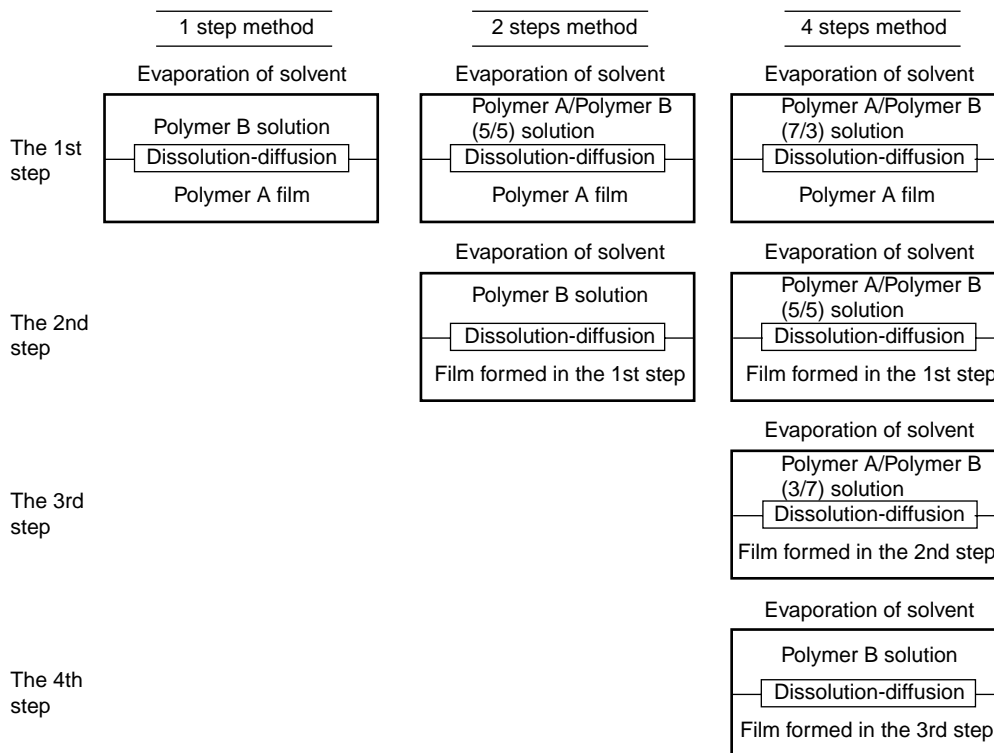 1 step method
2 steps method
4 steps method
The 1st
step
Evaporation of solvent
Polymer B solution
Dissolution-diffusion
Polymer A film
Evaporation of solvent
Polymer A/Polymer B
(5/5) solution
Dissolution-diffusion
Polymer A film
Evaporation of solvent
Polymer A/Polymer B
(7/3) solution
Dissolution-diffusion
Polymer A film
The 2nd
step
Evaporation of solvent
Polymer B solution
Dissolution-diffusion
Film formed in the 1st step
Evaporation of solvent
Polymer A/Polymer B
(5/5) solution
Dissolution-diffusion
Film formed in the 1st step
The 3rd
step
Evaporation of solvent
Polymer A/Polymer B
(3/7) solution
Dissolution-diffusion
Film formed in the 2nd step
The 4th
step
Evaporation of solvent
Polymer B solution
Dissolution-diffusion
Film formed in the 3rd step